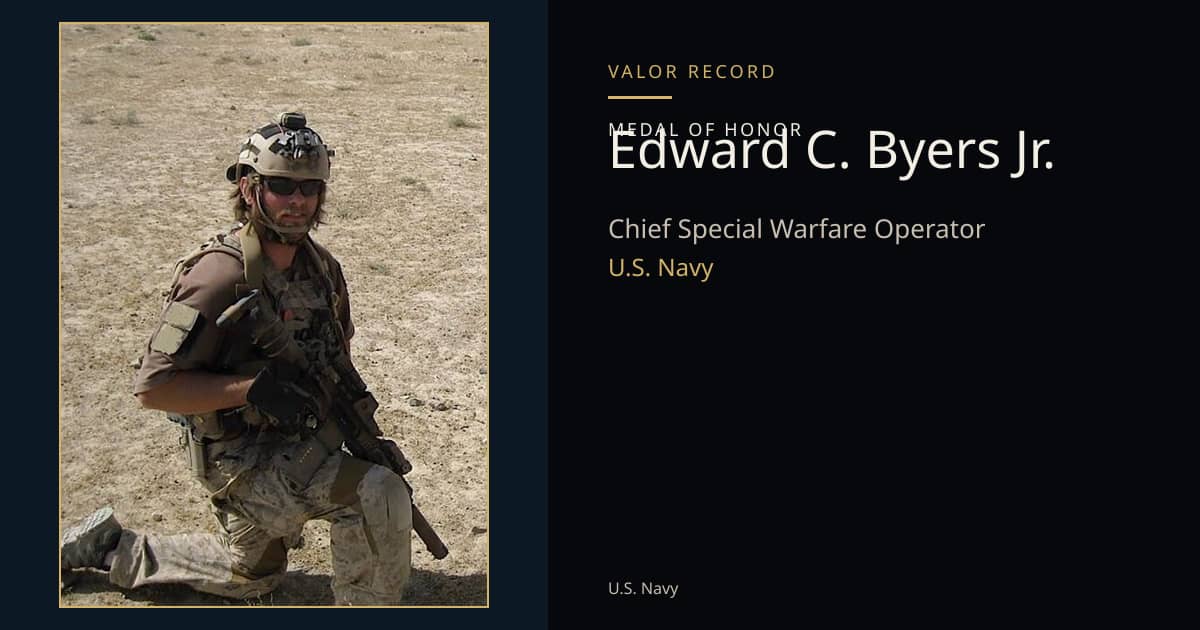 VALOR RECORD
MEDAL OF HONOR
Edward C. Byers Jr.
Chief Special Warfare Operator
U.S. Navy
U.S. Navy